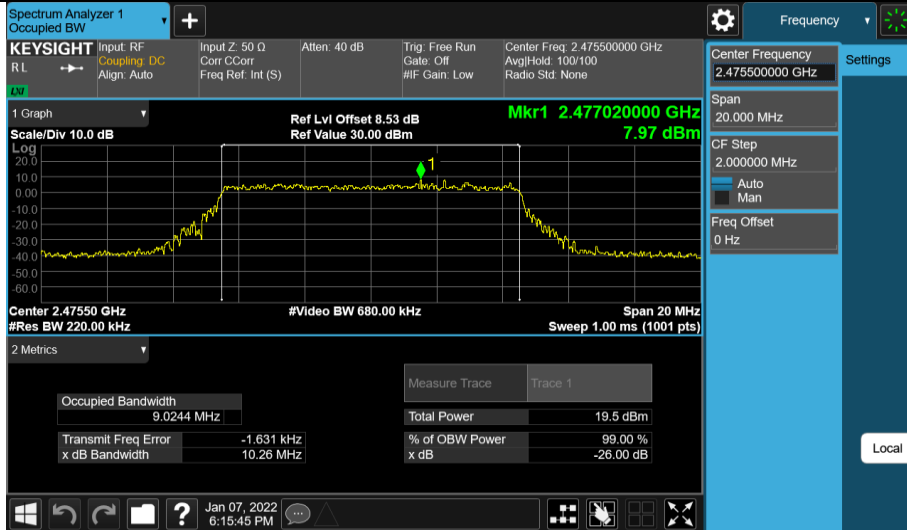 Spectrum Analyzer 1
Occupied BW
+
Frequency
KEYSIGHT
RL
LXI
Input: RF
Coupling: DC
Align: Auto
Input Z: 50 Ω
Corr CCorr
Freq Ref: Int (S)
Atten: 40 dB
Trig: Free Run
Gate: Off
#IF Gain: Low
Center Freq: 2.475500000 GHz
Avg|Hold: 100/100
Radio Std: None
Center Frequency
2.475500000 GHz
Settings
Span
20.000 MHz
CF Step
2.000000 MHz
Auto
Man
Freq Offset
0 Hz
Local
1 Graph
Scale/Div 10.0 dB
Ref Lvl Offset 8.53 dB
Ref Value 30.00 dBm
Mkr1 2.477020000 GHz
7.97 dBm
Log
20.0
10.0
0.00
-10.0
-20.0
-30.0
-40.0
-50.0
-60.0
1
Center 2.47550 GHz
#Video BW 680.00 kHz
Span 20 MHz
#Res BW 220.00 kHz
Sweep 1.00 ms (1001 pts)
2 Metrics
Measure Trace
Trace 1
Occupied Bandwidth
9.0244 MHz
Total Power
19.5 dBm
Transmit Freq Error
-1.631 kHz
% of OBW Power
99.00 %
x dB Bandwidth
10.26 MHz
x dB
-26.00 dB
?
Jan 07, 2022
6:15:45 PM